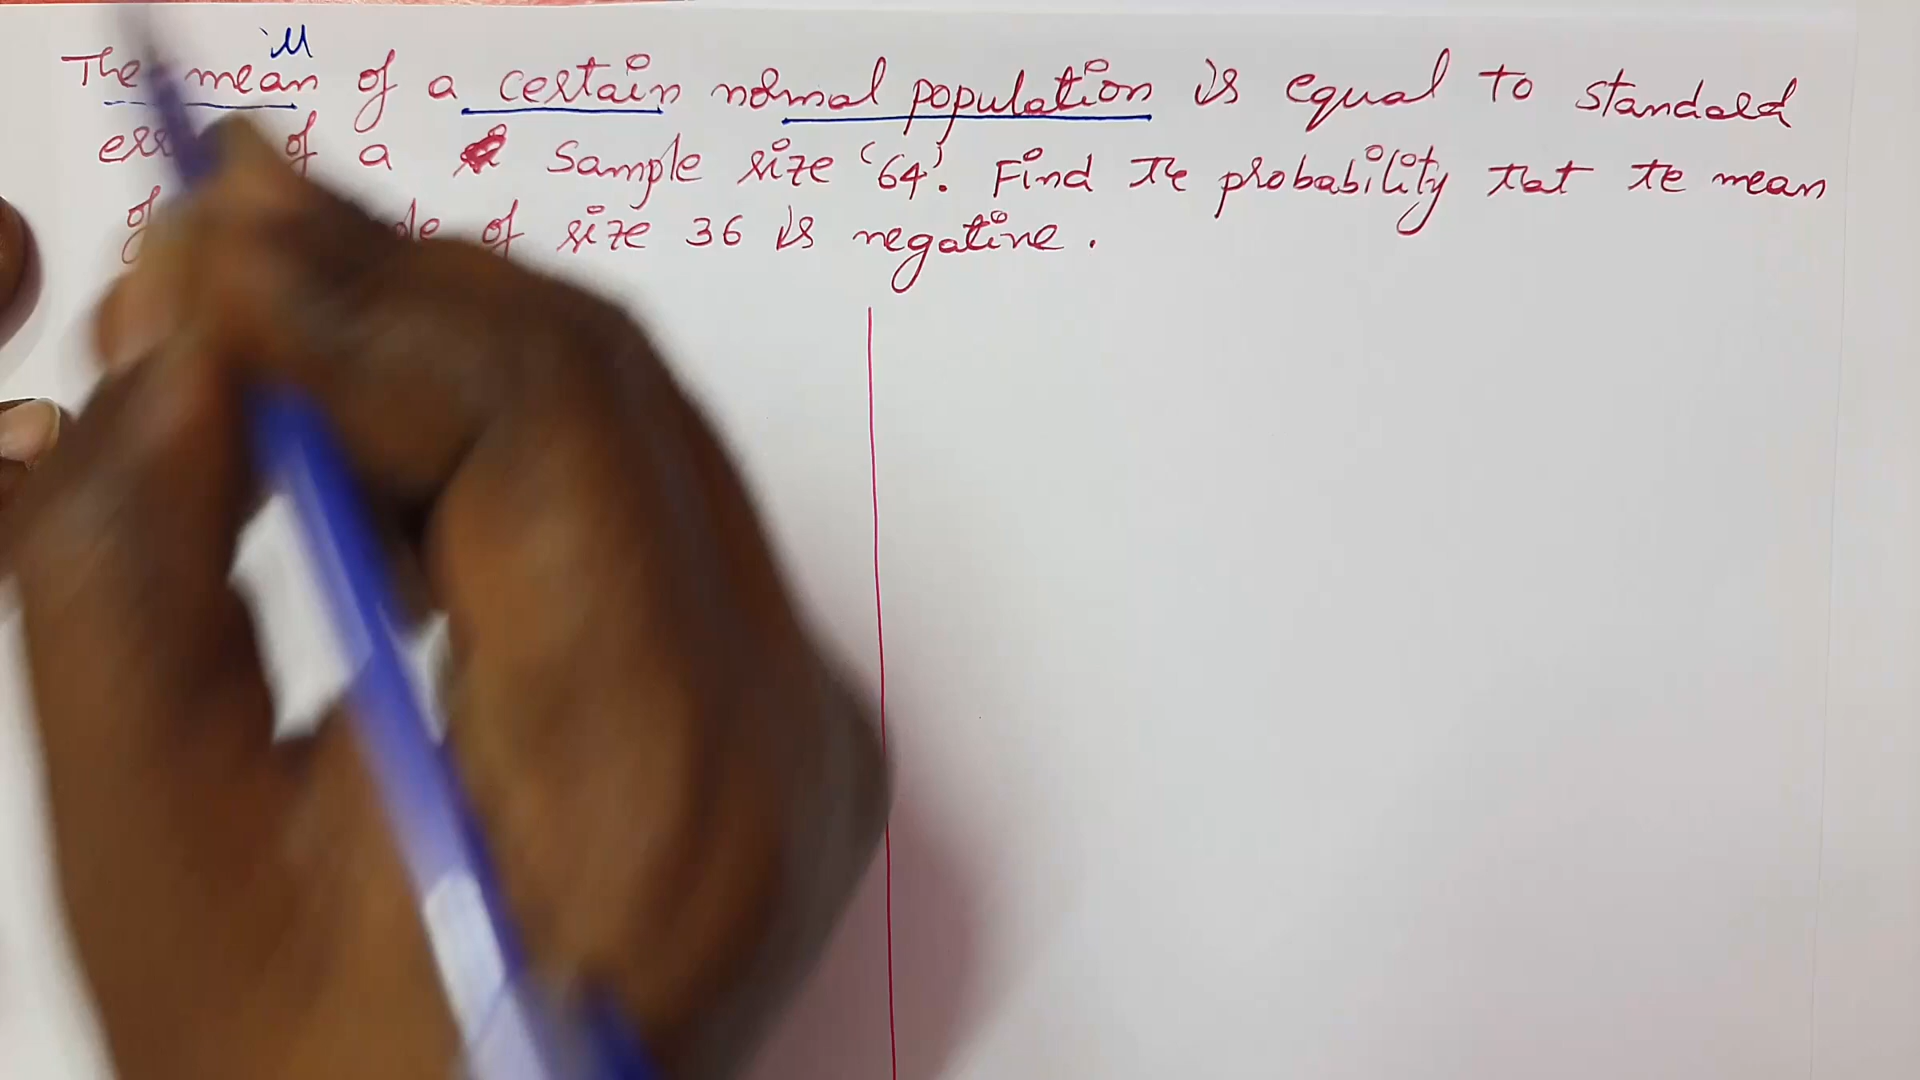 μ
The mean of a certain normal population is equal to standard
of a Sample size '64'. Find the probability that the mean
of of size 36 is negative.